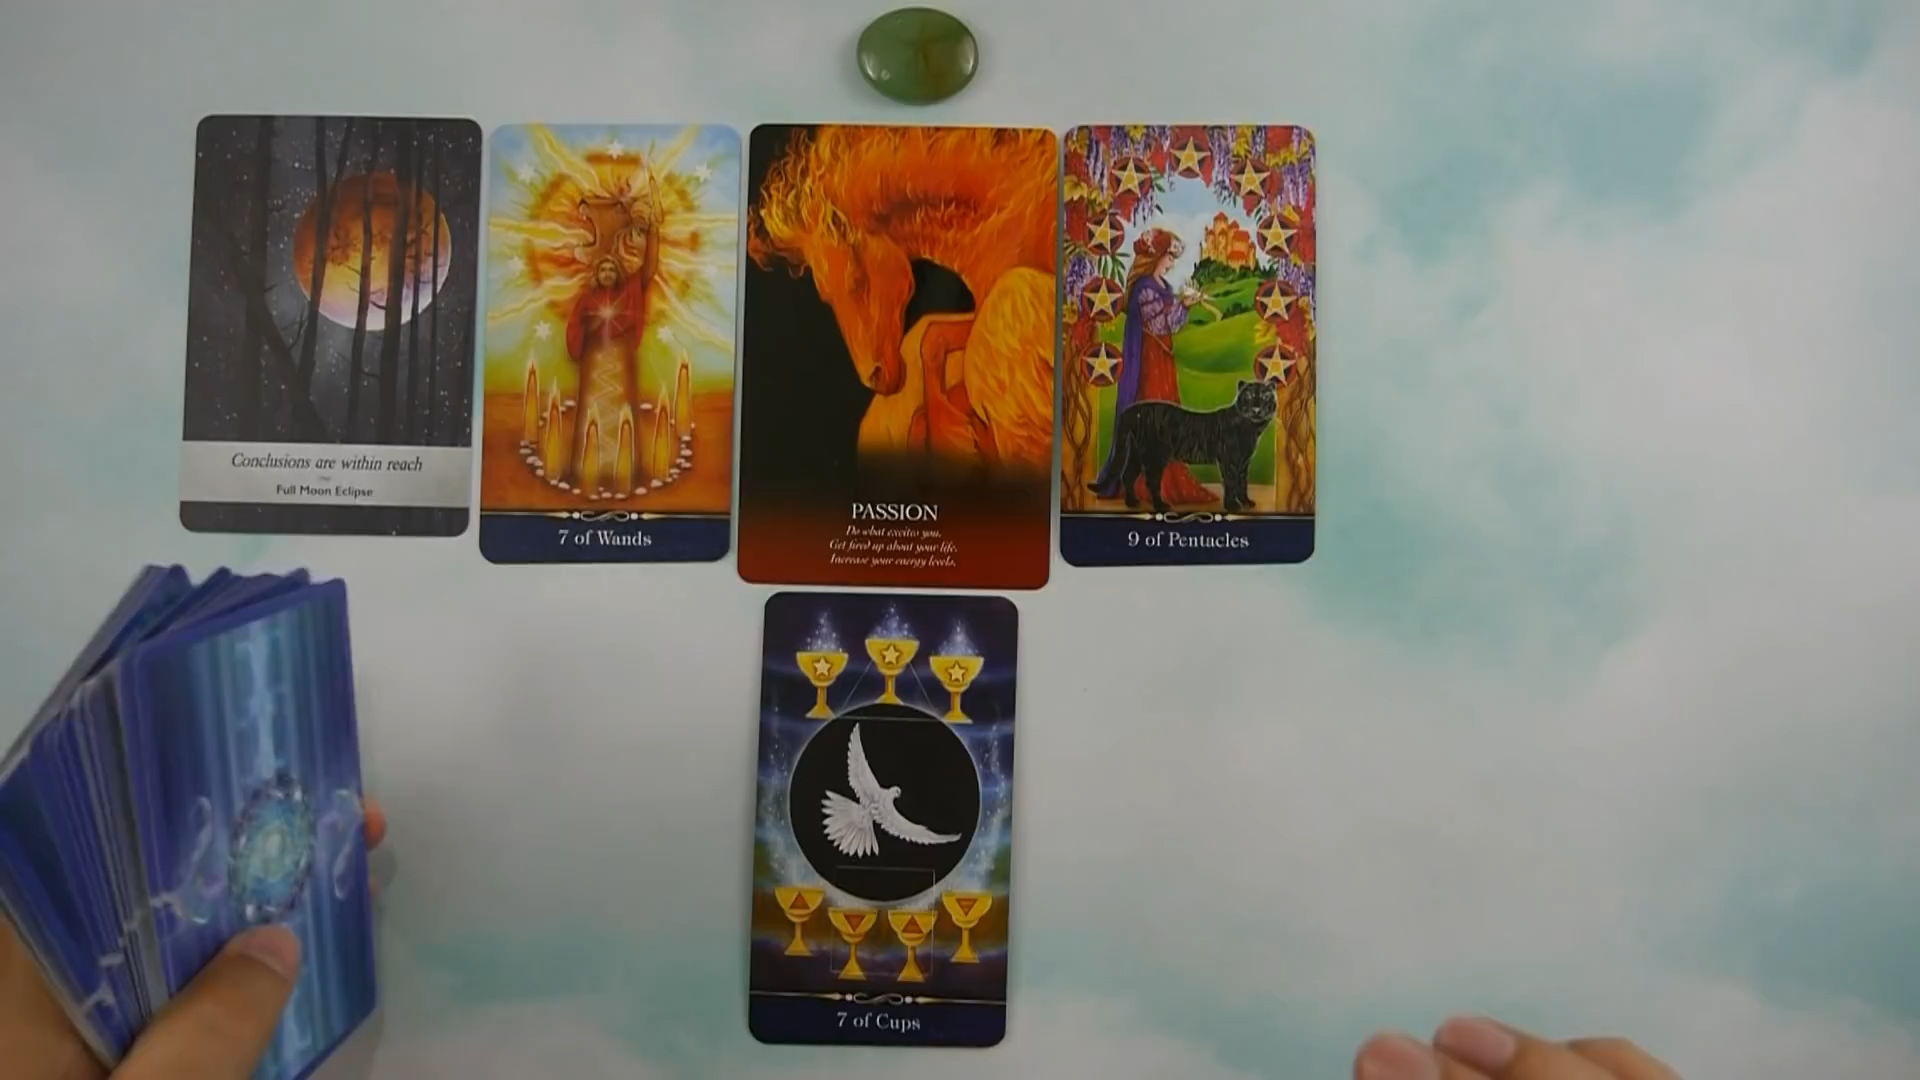 Conclusions are within reach
Full Moon Eclipse
7 of Wands
PASSION
Do what excites you.
Get fired up about your life.
Increase your energy levels.
9 of Pentacles
7 of Cups